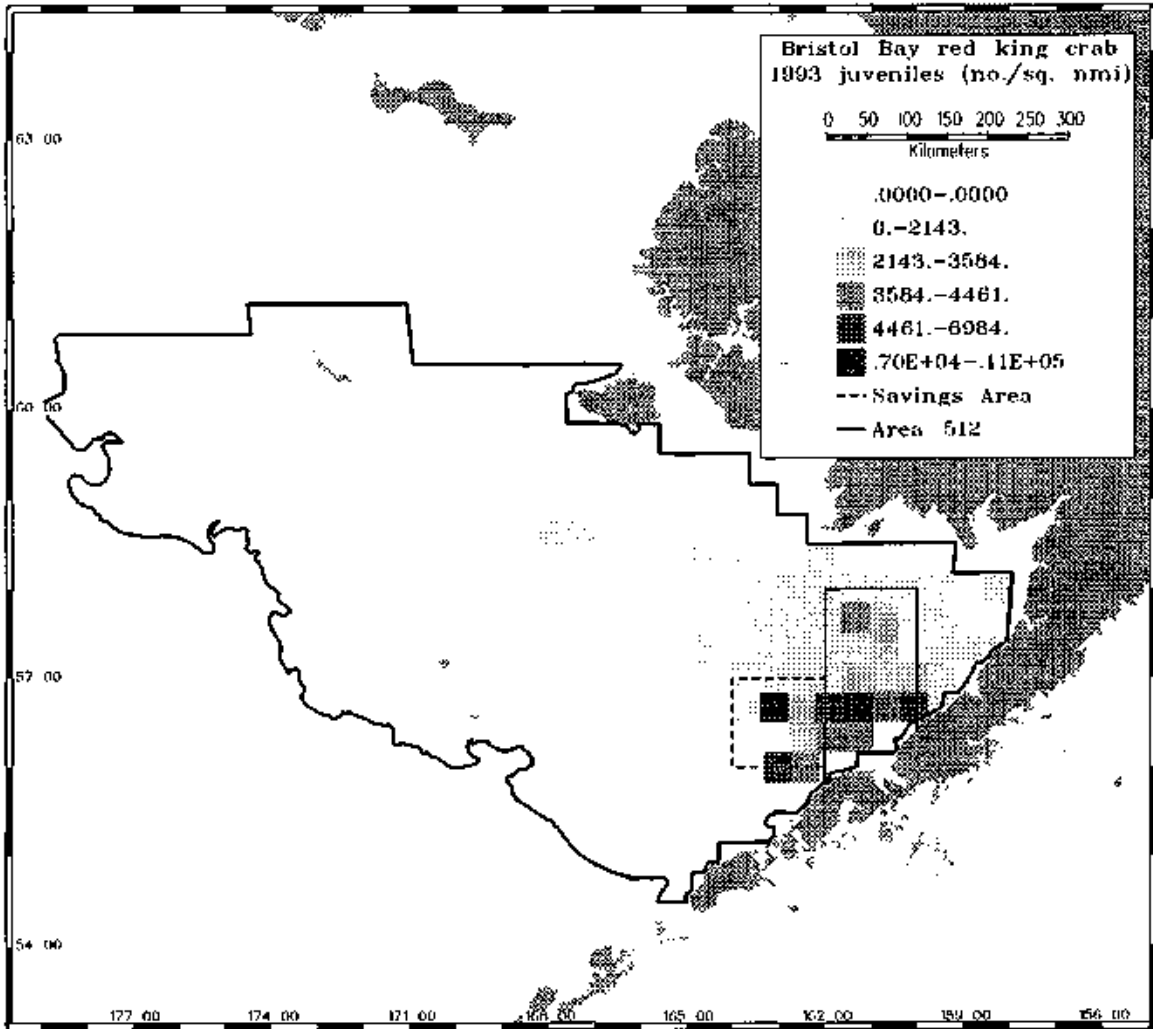 Bristol Bay red king crab
1993 juveniles (no./sq. nmi)
0 50 100 150 200 250 300
Kilometers
.0000-.0000
0.-2143.
2143.-3584.
3584.-4461.
4461.-6984.
.70E+04-.11E+05
Savings Area
Area 512
63 00
60 00
57 00
54 00
177 00 174 00 171 00 168 00 165 00 162 00 159 00 156 00